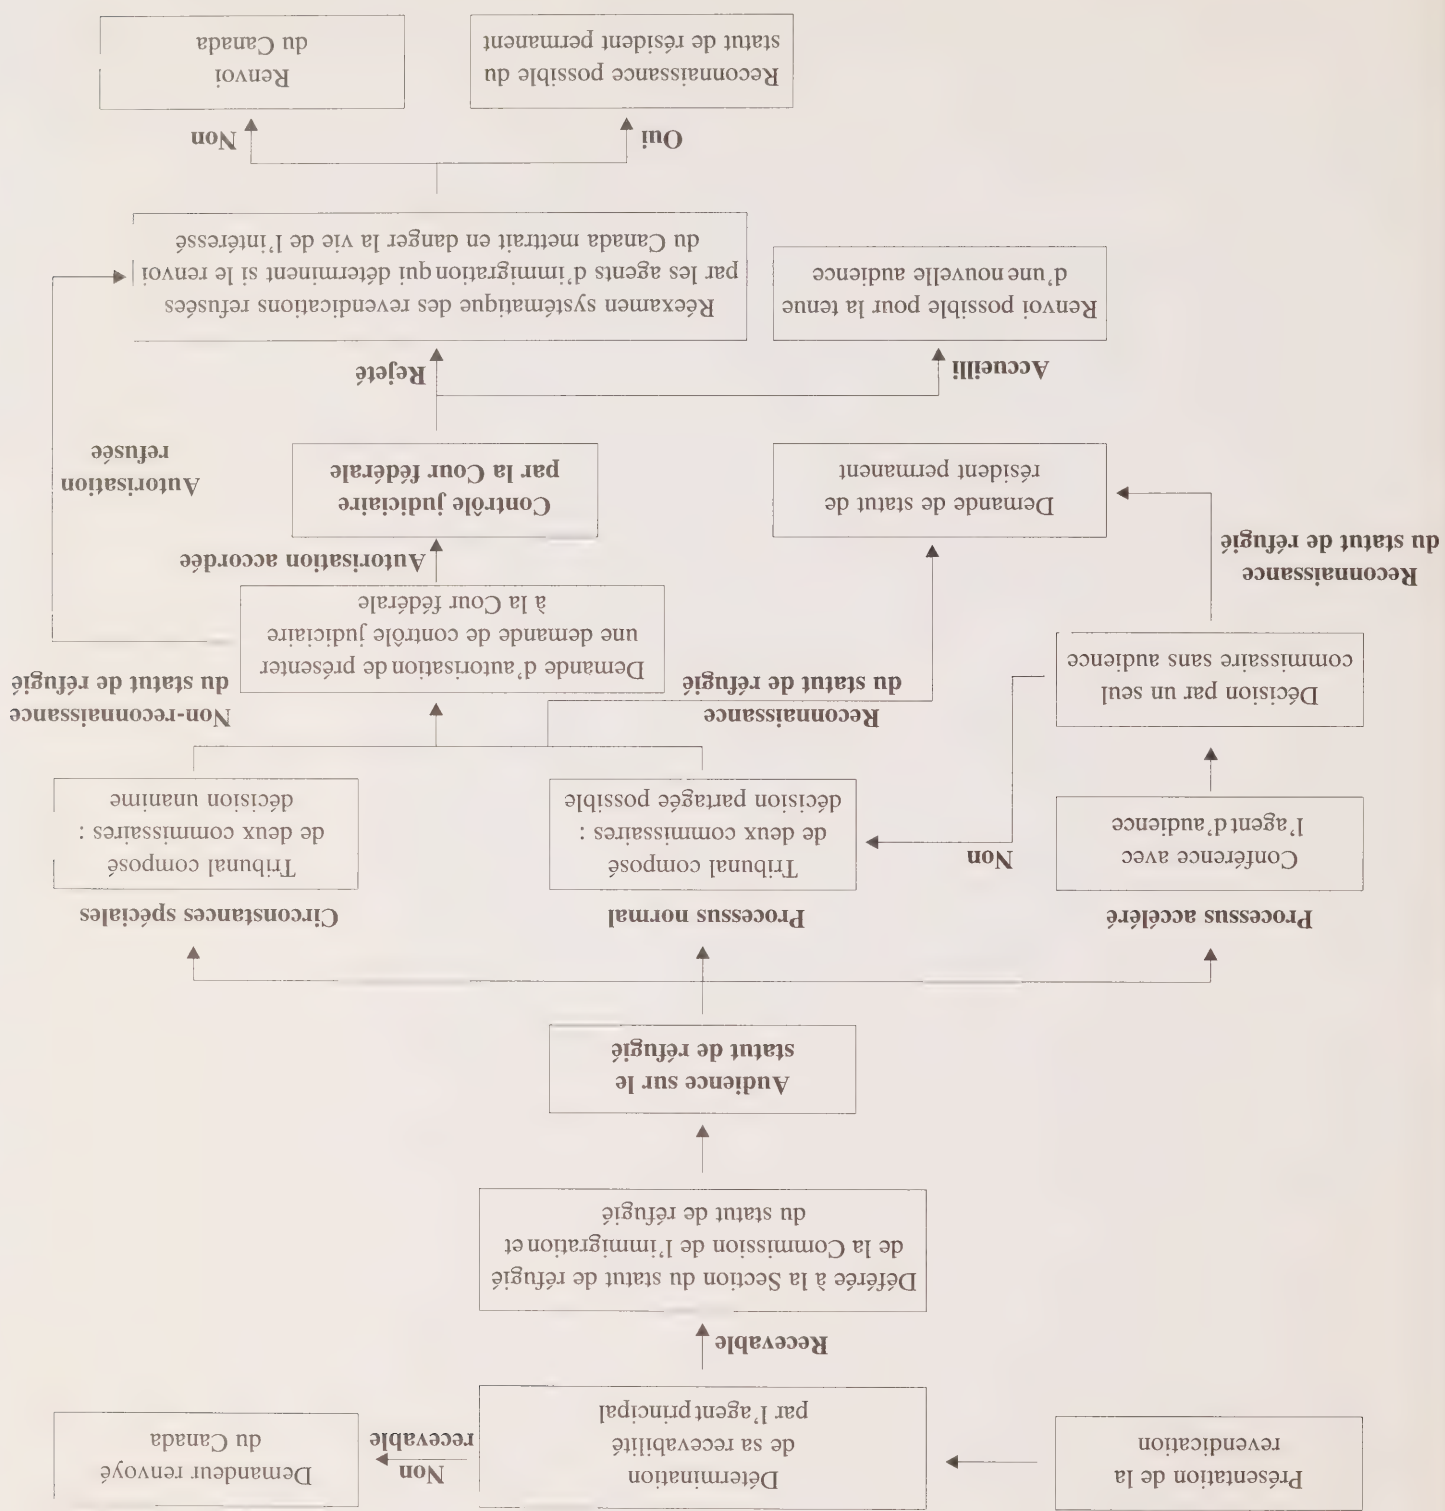 Présentation de la
revendication
Détermination
de sa recevabilité
par l'agent principal
Non
recevable
Demandeur renvoyé
du Canada
Recevable
Déférée à la Section du statut de réfugié
de la Commission de l'immigration et
du statut de réfugié
Audience sur le
statut de réfugié
Processus accéléré
Processus normal
Circonstances spéciales
Conférence avec
l'agent d'audience
Non
Tribunal composé
de deux commissaires :
décision partagée possible
Tribunal composé
de deux commissaires :
décision unanime
Décision par un seul
commissaire sans audience
Reconnaissance
du statut de réfugié
Non-reconnaissance
du statut de réfugié
Demande d'autorisation de présenter
une demande de contrôle judiciaire
à la Cour fédérale
Reconnaissance
du statut de réfugié
Autorisation accordée
Demande de statut de
résident permanent
Contrôle judiciaire
par la Cour fédérale
Autorisation
refusée
Accueilli
Rejeté
Renvoi possible pour la tenue
d'une nouvelle audience
Réexamen systématique des revendications refusées
par les agents d'immigration qui déterminent si le renvoi
du Canada mettrait en danger la vie de l'intéressé
Oui
Non
Reconnaissance possible du
statut de résident permanent
Renvoi
du Canada